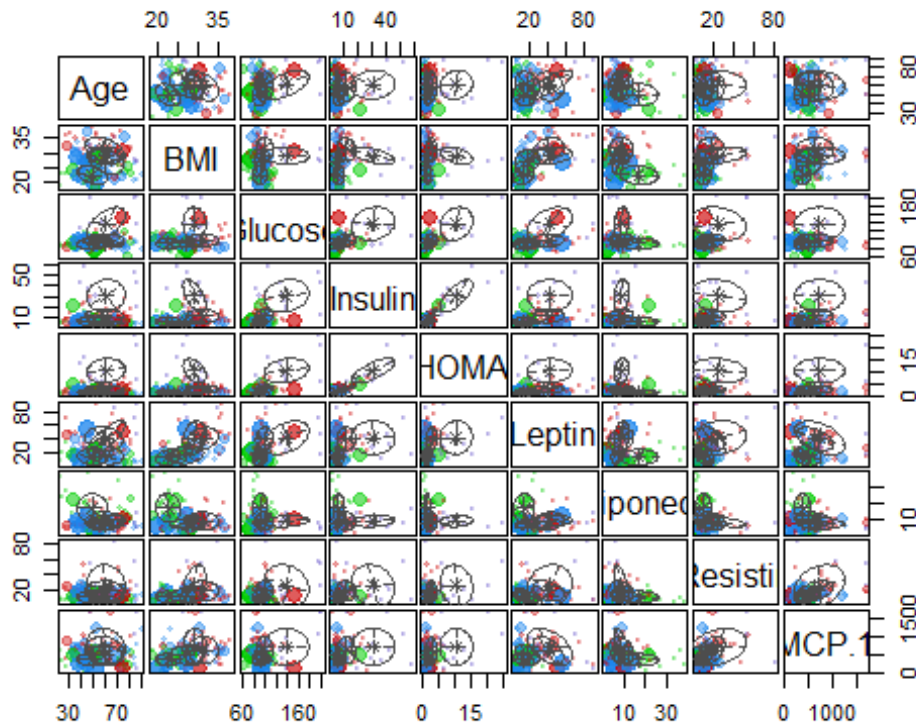 20 35 10 40 20 80 20 80
Age 30 80
20 35 BMI
Glucose 60 180
10 50 Insulin
HOMA 0 15
20 80 Leptin
iponec 10
20 80 Resisti
MCP.1 0 1500
30 70 60 160 0 15 10 30 0 1000